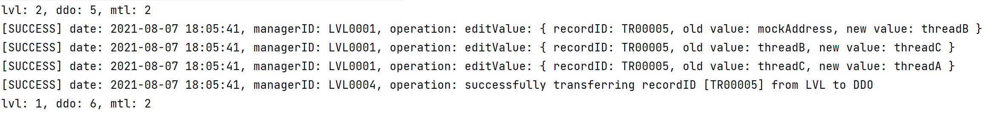 lvl: 2, ddo: 5, mtl: 2
[SUCCESS] date: 2021-08-07 18:05:41, managerID: LVL0001, operation: editValue: { recordID: TR00005, old value: mockAddress, new value: threadB }
[SUCCESS] date: 2021-08-07 18:05:41, managerID: LVL0001, operation: editValue: { recordID: TR00005, old value: threadB, new value: threadC }
[SUCCESS] date: 2021-08-07 18:05:41, managerID: LVL0001, operation: editValue: { recordID: TR00005, old value: threadC, new value: threadA }
[SUCCESS] date: 2021-08-07 18:05:41, managerID: LVL0004, operation: successfully transferring recordID [TR00005] from LVL to DDO
lvl: 1, ddo: 6, mtl: 2